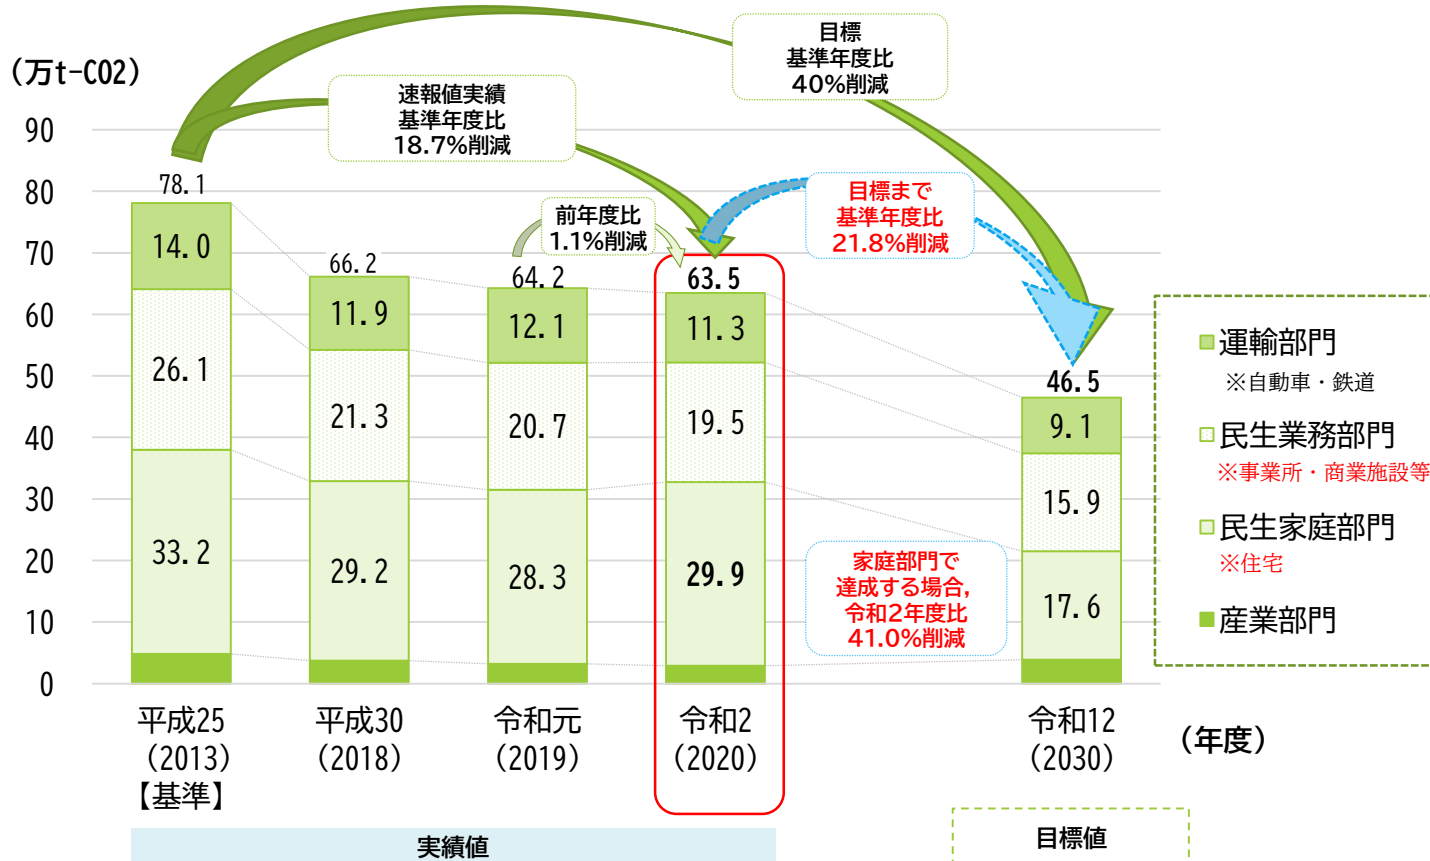 (万t-CO2)
目標
基準年度比
40%削減
速報値実績
基準年度比
18.7%削減
目標まで
基準年度比
21.8%削減
前年度比
1.1%削減
90
80
70
60
50
40
30
20
10
0
78.1
14.0
26.1
33.2
66.2
11.9
21.3
29.2
64.2
12.1
20.7
28.3
63.5
11.3
19.5
29.9
46.5
9.1
15.9
17.6
家庭部門で
達成する場合,
令和2年度比
41.0%削減
運輸部門
※自動車・鉄道
民生業務部門
※事業所・商業施設等
民生家庭部門
※住宅
産業部門
平成25
(2013)
【基準】
平成30
(2018)
令和元
(2019)
令和2
(2020)
令和12
(2030)
(年度)
実績値
目標値